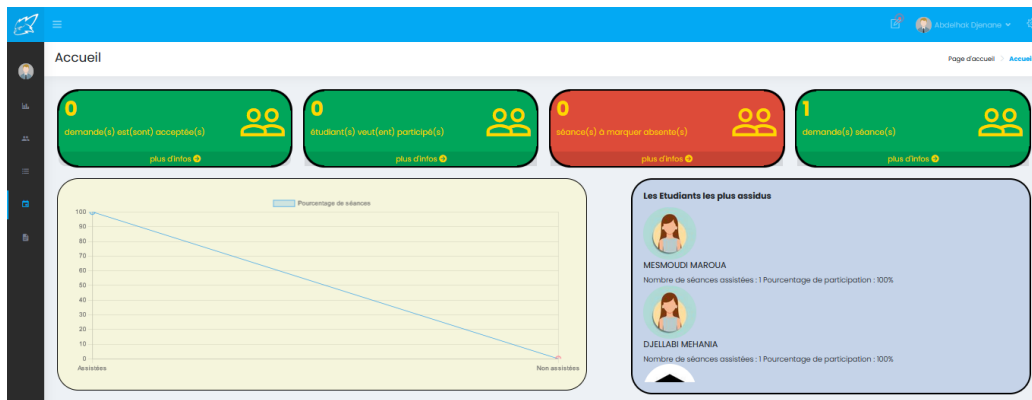 Abdelhak Djenane
Accueil
Page d'accueil
Accueil
0
demande(s) est(sont) acceptée(s)
plus d'infos
0
étudiant(s) veut(ent) participé(s)
plus d'infos
0
séance(s) à marquer absente(s)
plus d'infos
1
demande(s) séance(s)
plus d'infos
Pourcentage de séances
100
90
80
70
60
50
40
30
20
10
0
Assistées
Non assistées
Les Etudiants les plus assidus
MESMOUDI MAROUA
Nombre de séances assistées : 1 Pourcentage de participation : 100%
DJELLABI MEHANIA
Nombre de séances assistées : 1 Pourcentage de participation : 100%